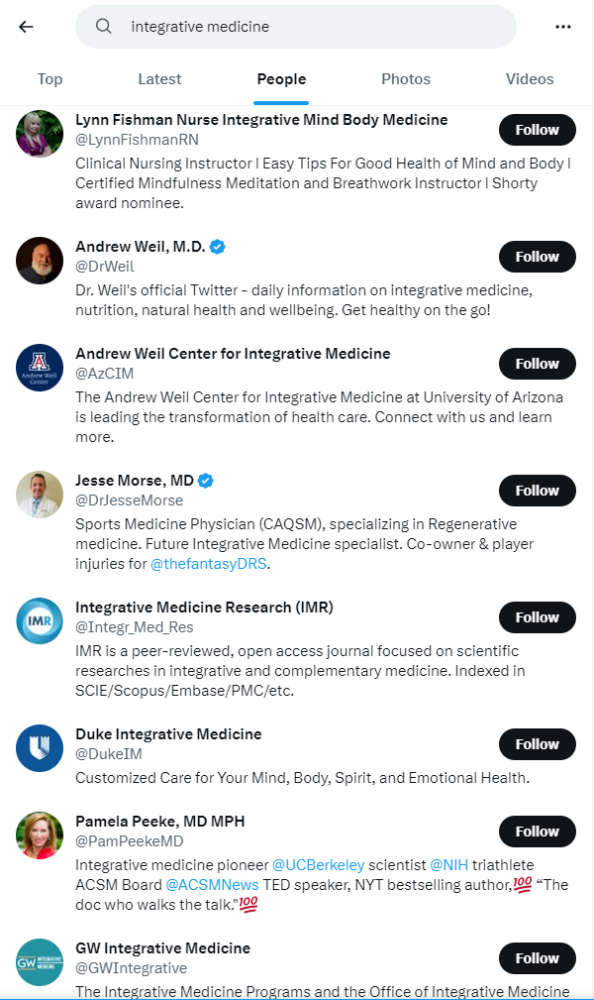 integrative medicine
Top Latest People Photos Videos
Lynn Fishman Nurse Integrative Mind Body Medicine
@LynnFishmanRN
Follow
Clinical Nursing Instructor l Easy Tips For Good Health of Mind and Body l
Certified Mindfulness Meditation and Breathwork Instructor l Shorty
award nominee.
Andrew Weil, M.D.
@DrWeil
Follow
Dr. Weil's official Twitter - daily information on integrative medicine,
nutrition, natural health and wellbeing. Get healthy on the go!
A
Andrew Weil
Center
Andrew Weil Center for Integrative Medicine
@AzCIM
Follow
The Andrew Weil Center for Integrative Medicine at University of Arizona
is leading the transformation of health care. Connect with us and learn
more.
Jesse Morse, MD
@DrJesseMorse
Follow
Sports Medicine Physician (CAQSM), specializing in Regenerative
medicine. Future Integrative Medicine specialist. Co-owner & player
injuries for @thefantasyDRS.
IMR
Integrative Medicine Research (IMR)
@Integr_Med_Res
Follow
IMR is a peer-reviewed, open access journal focused on scientific
researches in integrative and complementary medicine. Indexed in
SCIE/Scopus/Embase/PMC/etc.
Duke Integrative Medicine
@DukeIM
Follow
Customized Care for Your Mind, Body, Spirit, and Emotional Health.
Pamela Peeke, MD MPH
@PamPeekeMD
Follow
Integrative medicine pioneer @UCBerkeley scientist @NIH triathlete
ACSM Board @ACSMNews TED speaker, NYT bestselling author,💯 “The
doc who walks the talk."💯
GW INTEGRATIVE
MEDICINE
GW Integrative Medicine
@GWIntegrative
Follow
The Integrative Medicine Programs and the Office of Integrative Medicine